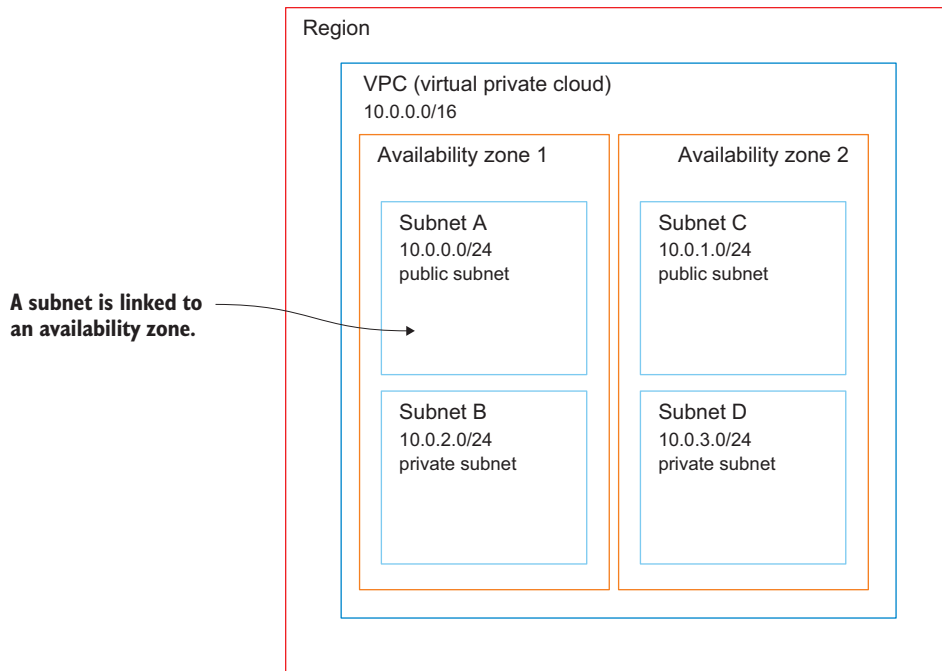 Region
VPC (virtual private cloud)
10.0.0.0/16
Availability zone 1
Availability zone 2
Subnet A
10.0.0.0/24
public subnet
Subnet C
10.0.1.0/24
public subnet
A subnet is linked to
an availability zone.
Subnet B
10.0.2.0/24
private subnet
Subnet D
10.0.3.0/24
private subnet